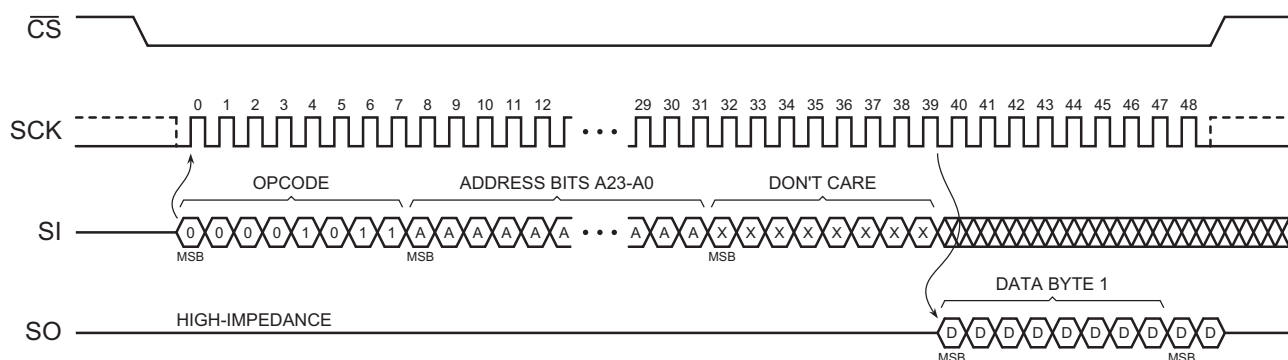 CS
0 1 2 3 4 5 6 7 8 9 10 11 12 29 30 31 32 33 34 35 36 37 38 39 40 41 42 43 44 45 46 47 48
SCK
OPCODE ADDRESS BITS A23-A0 DON'T CARE
SI 0 0 0 0 1 0 1 1 A A A A A A A A A X X X X X X X X
MSB MSB MSB
DATA BYTE 1
SO HIGH-IMPEDANCE D D D D D D D D D D
MSB MSB